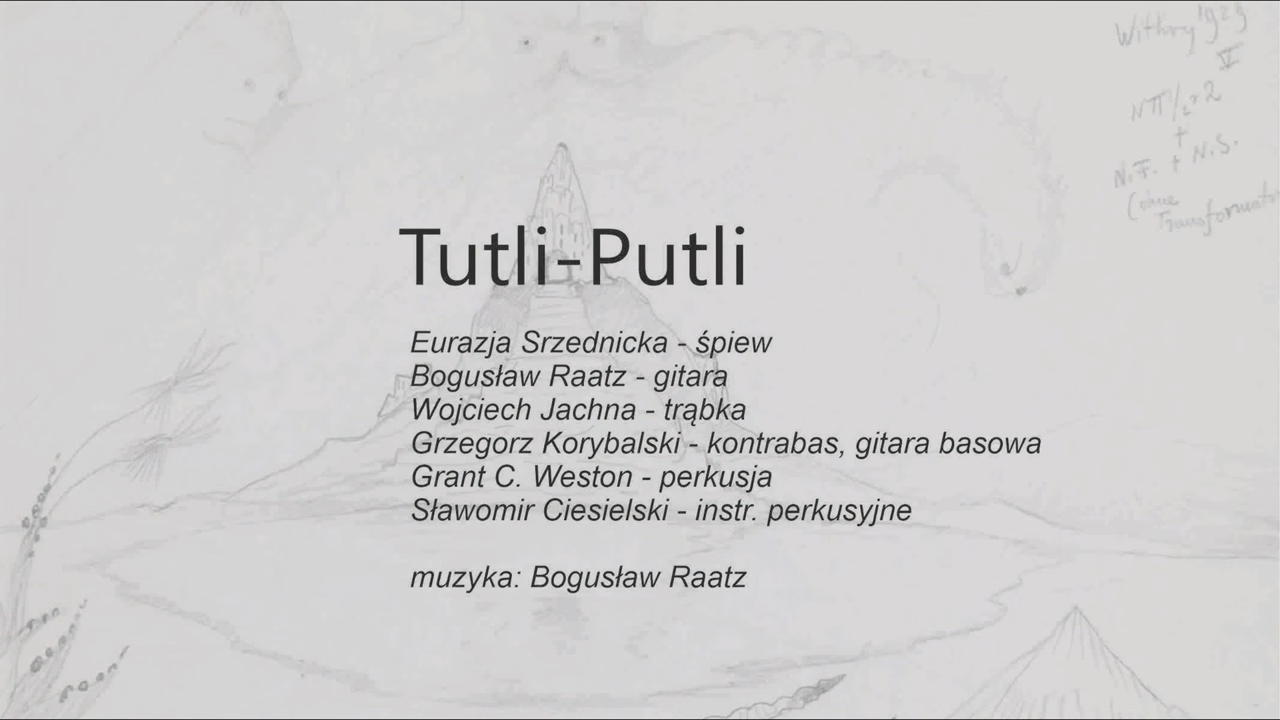 Tutli-Putli
Eurazja Srzednicka - śpiew
Bogusław Raatz - gitara
Wojciech Jachna - trąbka
Grzegorz Korybalski - kontrabas, gitara basowa
Grant C. Weston - perkusja
Sławomir Ciesielski - instr. perkusyjne
muzyka: Bogusław Raatz
1929
V
+
N.S.